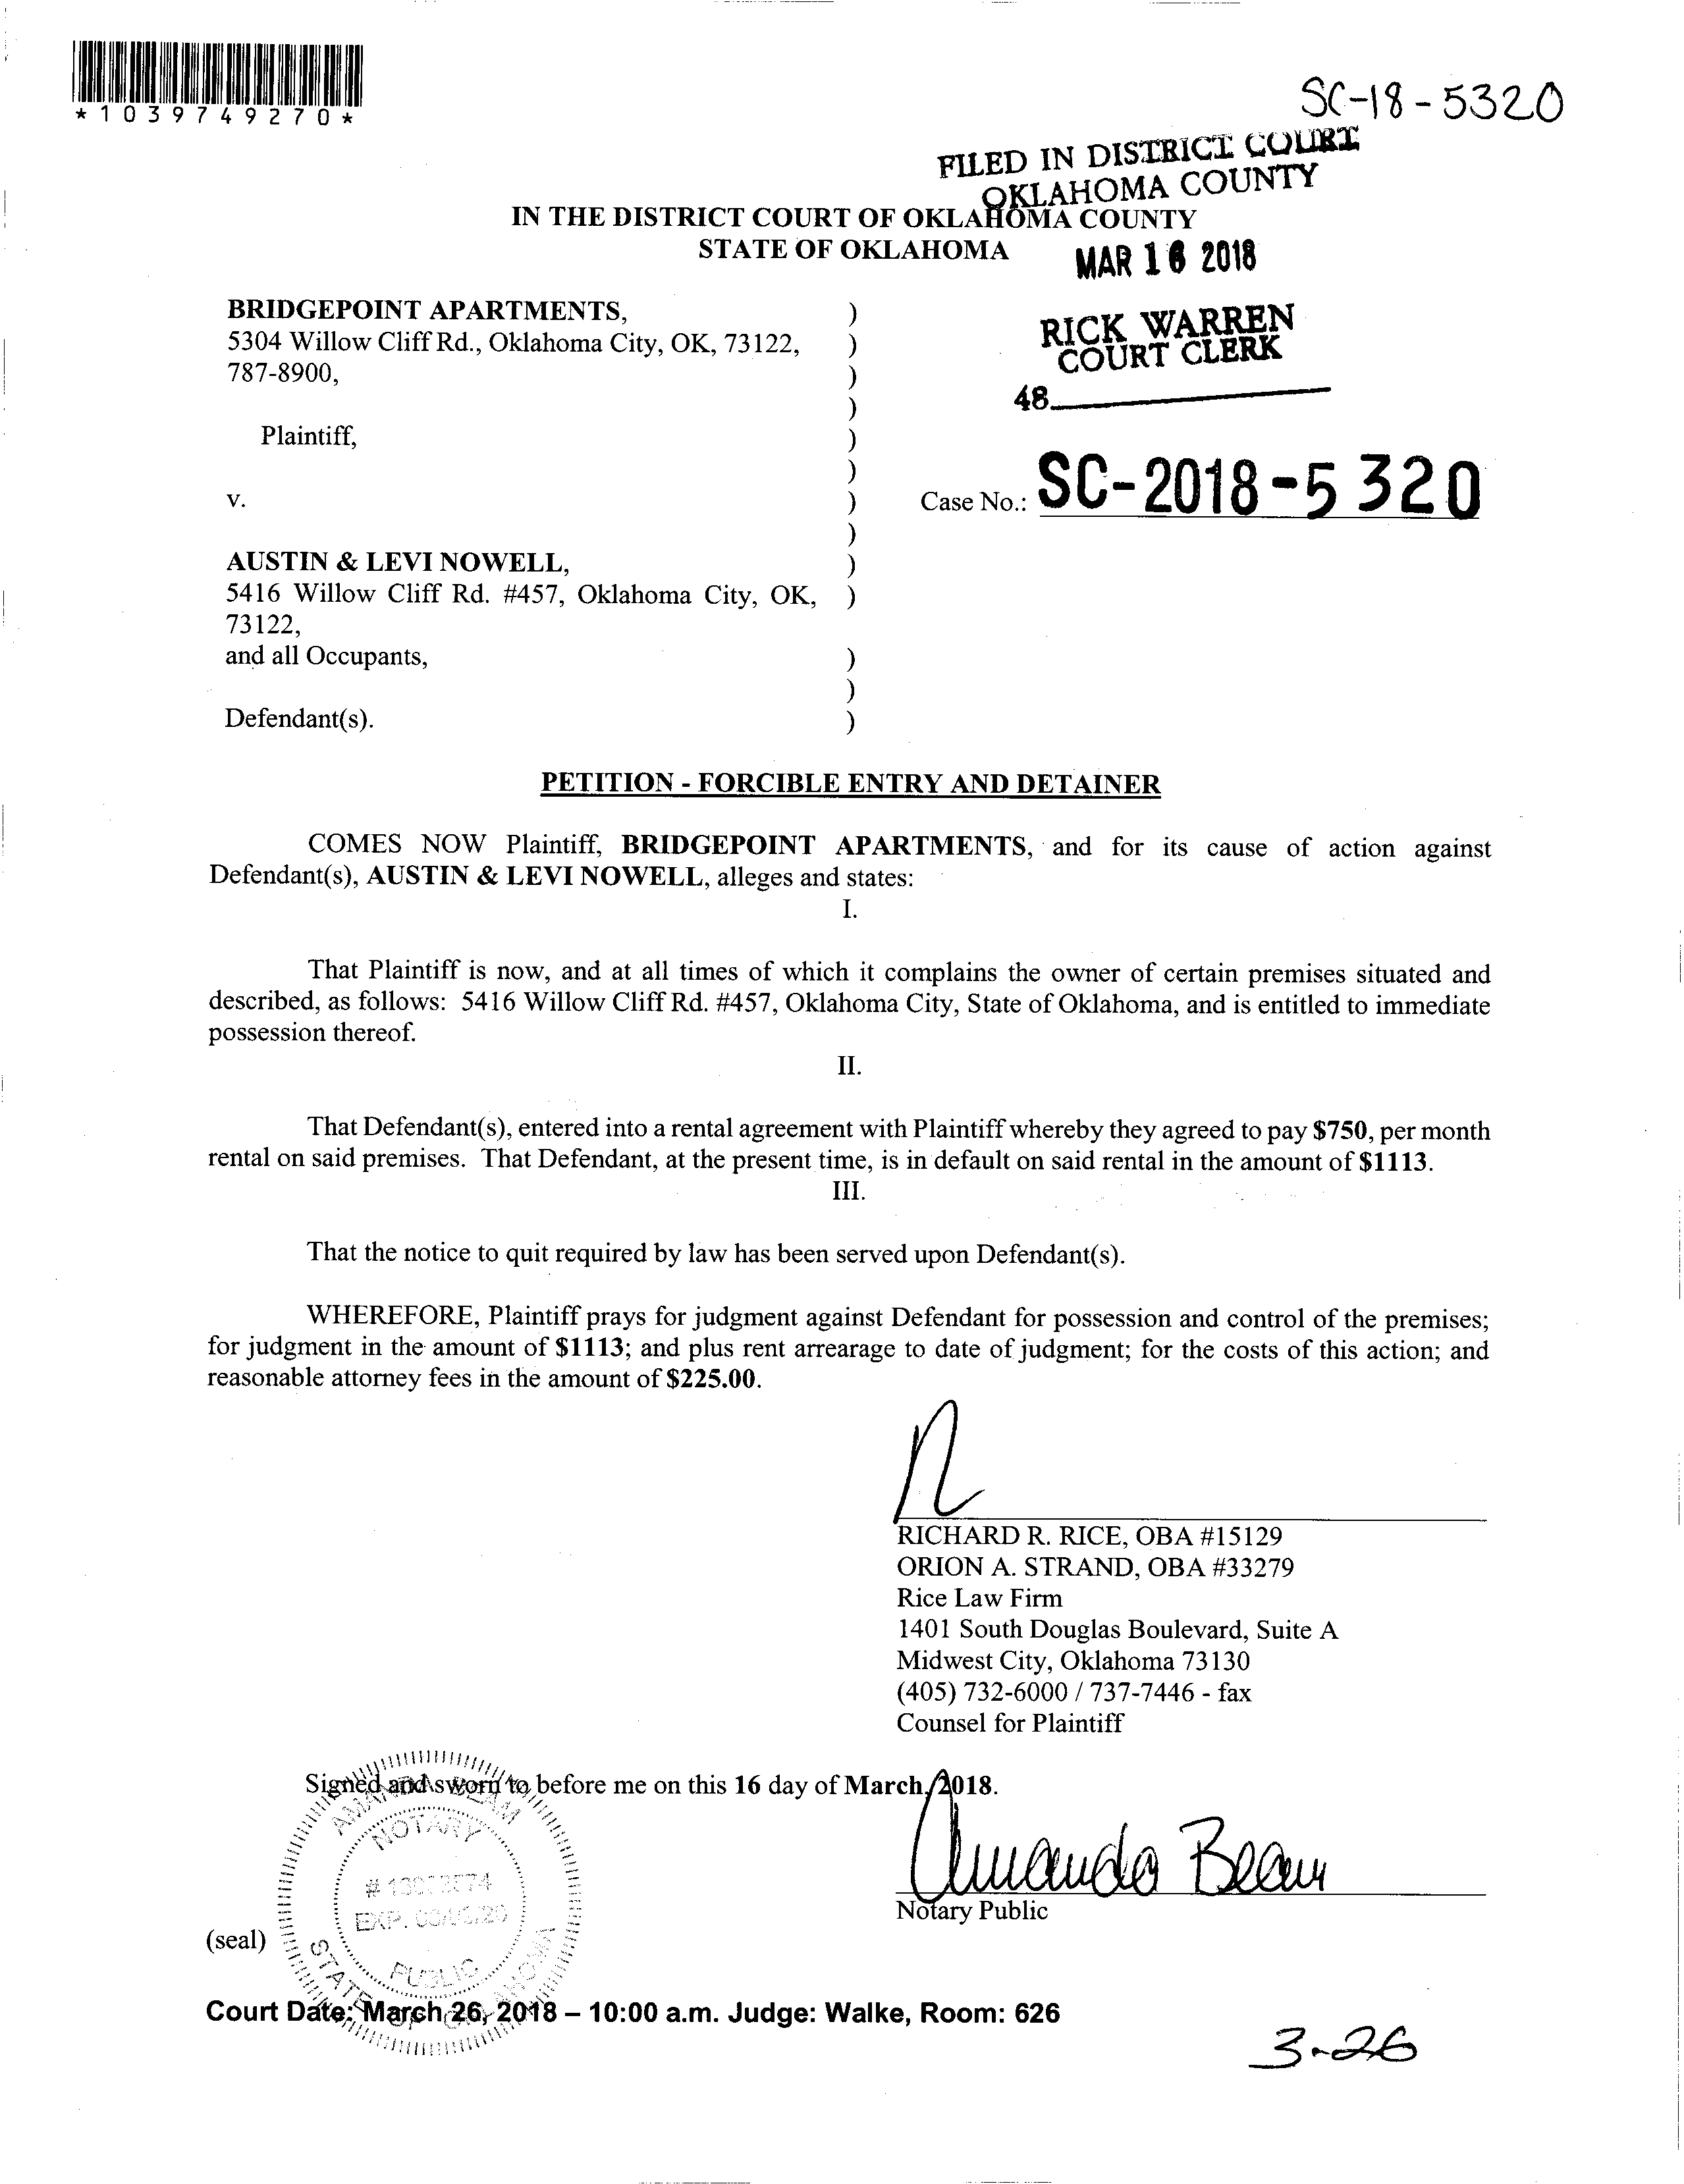 *1039749270*
SC-18-5320
FILED IN DISTRICT COURT
OKLAHOMA COUNTY
IN THE DISTRICT COURT OF OKLAHOMA COUNTY
STATE OF OKLAHOMA
MAR 16 2018
RICK WARREN
COURT CLERK
48
BRIDGEPOINT APARTMENTS, )
5304 Willow Cliff Rd., Oklahoma City, OK, 73122, )
787-8900, )
)
Plaintiff, )
)
v. ) Case No.: SC-2018-5320
)
AUSTIN & LEVI NOWELL, )
5416 Willow Cliff Rd. #457, Oklahoma City, OK, )
73122,
and all Occupants, )
)
Defendant(s). )
PETITION - FORCIBLE ENTRY AND DETAINER
COMES NOW Plaintiff, BRIDGEPOINT APARTMENTS, and for its cause of action against
Defendant(s), AUSTIN & LEVI NOWELL, alleges and states:
I.
That Plaintiff is now, and at all times of which it complains the owner of certain premises situated and
described, as follows: 5416 Willow Cliff Rd. #457, Oklahoma City, State of Oklahoma, and is entitled to immediate
possession thereof.
II.
That Defendant(s), entered into a rental agreement with Plaintiff whereby they agreed to pay $750, per month
rental on said premises. That Defendant, at the present time, is in default on said rental in the amount of $1113.
III.
That the notice to quit required by law has been served upon Defendant(s).
WHEREFORE, Plaintiff prays for judgment against Defendant for possession and control of the premises;
for judgment in the amount of $1113; and plus rent arrearage to date of judgment; for the costs of this action; and
reasonable attorney fees in the amount of $225.00.
RICHARD R. RICE, OBA #15129
ORION A. STRAND, OBA #33279
Rice Law Firm
1401 South Douglas Boulevard, Suite A
Midwest City, Oklahoma 73130
(405) 732-6000 / 737-7446 - fax
Counsel for Plaintiff
Signed and sworn to before me on this 16 day of March, 2018.
AMANDA BEAM
NOTARY
EXP.
PUBLIC
STATE OF OKLAHOMA
Amanda Beam
Notary Public
(seal)
Court Date: March 26, 2018 – 10:00 a.m. Judge: Walke, Room: 626
3-26